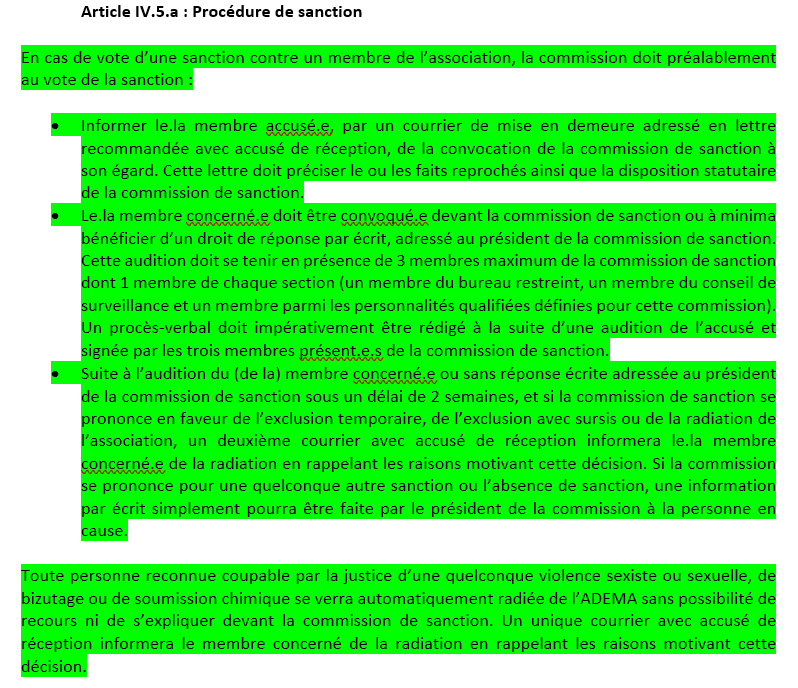 Article IV.5.a : Procédure de sanction
En cas de vote d’une sanction contre un membre de l’association, la commission doit préalablement
au vote de la sanction :
• Informer le.la membre accusé.e, par un courrier de mise en demeure adressé en lettre
recommandée avec accusé de réception, de la convocation de la commission de sanction à
son égard. Cette lettre doit préciser le ou les faits reprochés ainsi que la disposition statutaire
de la commission de sanction.
• Le.la membre concerné.e doit être convoqué.e devant la commission de sanction ou à minima
bénéficier d’un droit de réponse par écrit, adressé au président de la commission de sanction.
Cette audition doit se tenir en présence de 3 membres maximum de la commission de sanction
dont 1 membre de chaque section (un membre du bureau restreint, un membre du conseil de
surveillance et un membre parmi les personnalités qualifiées définies pour cette commission).
Un procès-verbal doit impérativement être rédigé à la suite d’une audition de l’accusé et
signée par les trois membres présent.e.s de la commission de sanction.
• Suite à l’audition du (de la) membre concerné.e ou sans réponse écrite adressée au président
de la commission de sanction sous un délai de 2 semaines, et si la commission de sanction se
prononce en faveur de l’exclusion temporaire, de l’exclusion avec sursis ou de la radiation de
l’association, un deuxième courrier avec accusé de réception informera le.la membre
concerné.e de la radiation en rappelant les raisons motivant cette décision. Si la commission
se prononce pour une quelconque autre sanction ou l’absence de sanction, une information
par écrit simplement pourra être faite par le président de la commission à la personne en
cause.
Toute personne reconnue coupable par la justice d’une quelconque violence sexiste ou sexuelle, de
bizutage ou de soumission chimique se verra automatiquement radiée de l’ADEMA sans possibilité de
recours ni de s’expliquer devant la commission de sanction. Un unique courrier avec accusé de
réception informera le membre concerné de la radiation en rappelant les raisons motivant cette
décision.